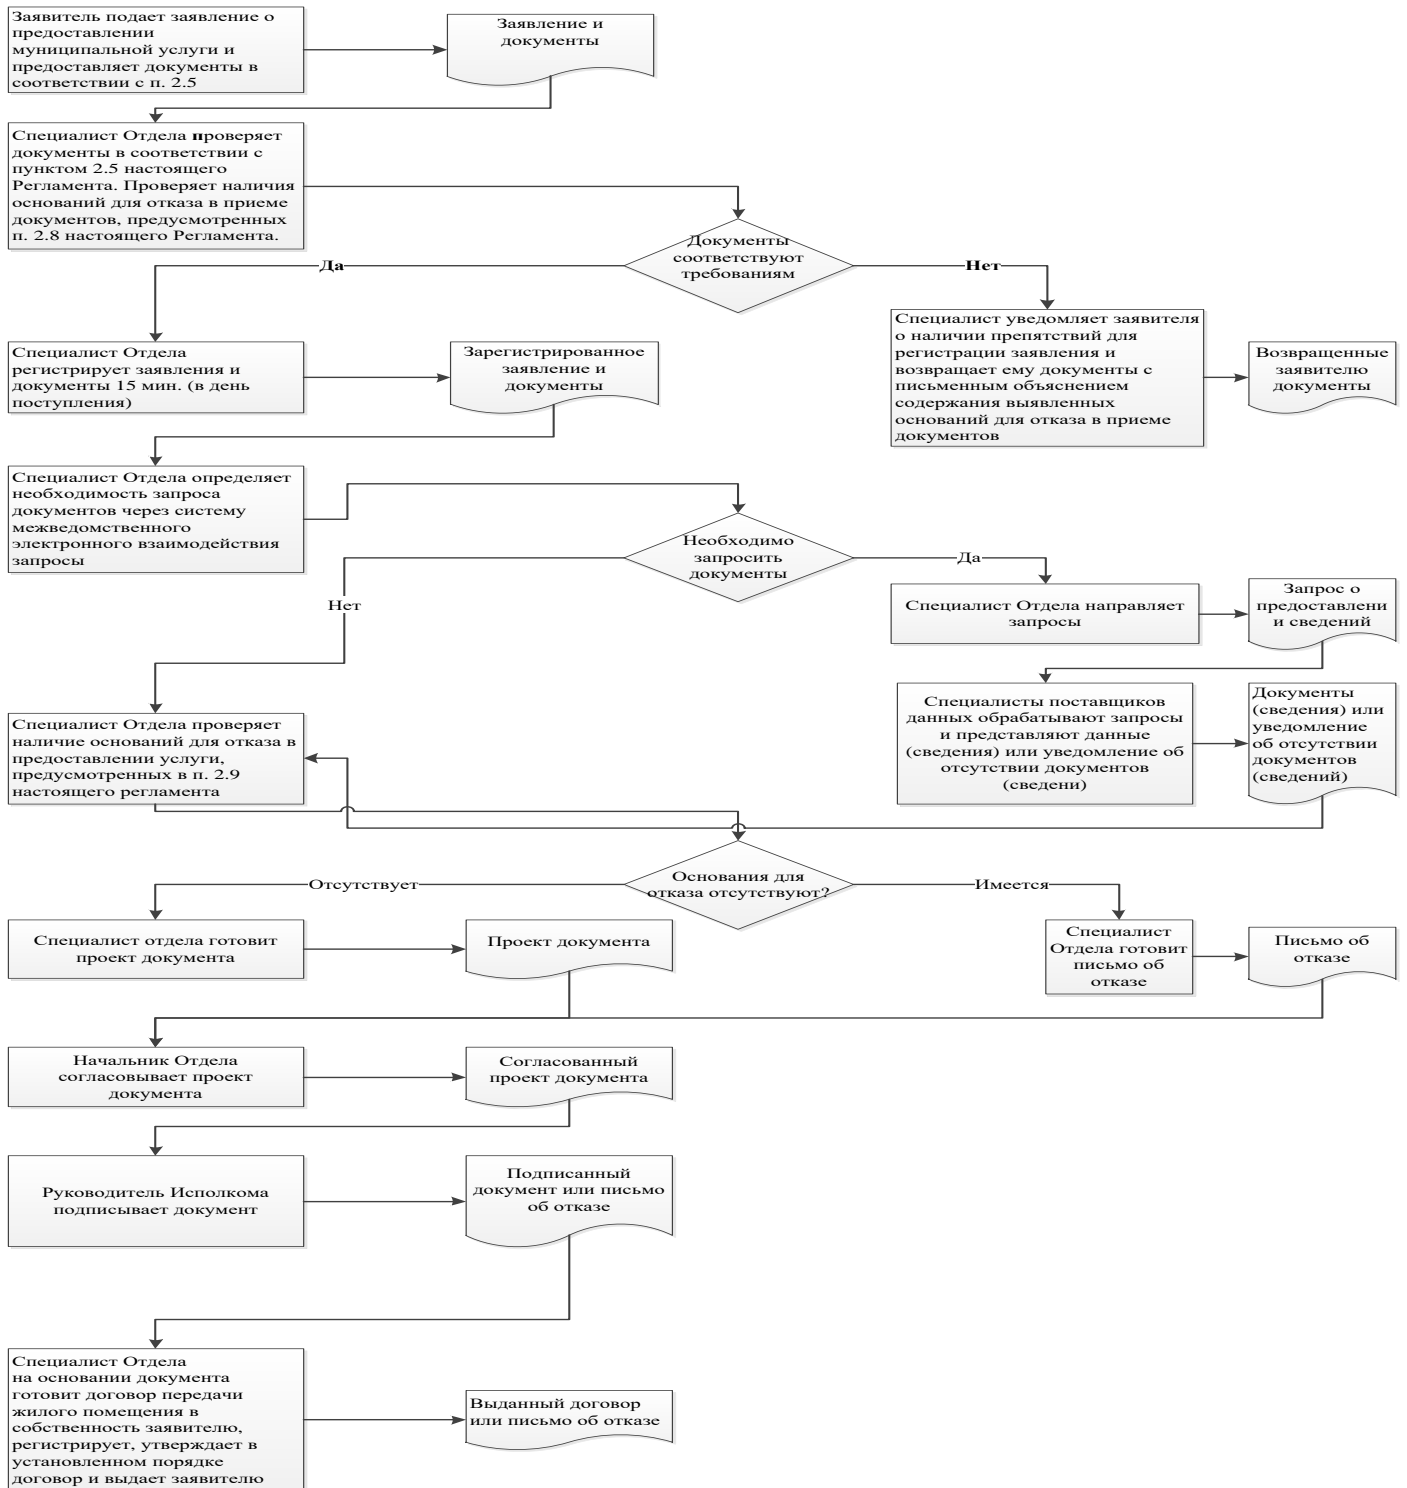 Заявитель подает заявление о
предоставлении
муниципальной услуги и
предоставляет документы в
соответствии с п. 2.5
Заявление и
документы
Специалист Отдела проверяет
документы в соответствии с
пунктом 2.5 настоящего
Регламента. Проверяет наличия
оснований для отказа в приеме
документов, предусмотренных
п. 2.8 настоящего Регламента.
Документы
соответствуют
требованиям
Да
Нет
Специалист Отдела
регистрирует заявления и
документы 15 мин. (в день
поступления)
Зарегистрированное
заявление и
документы
Специалист уведомляет заявителя
о наличии препятствий для
регистрации заявления и
возвращает ему документы с
письменным объяснением
содержания выявленных
оснований для отказа в приеме
документов
Возвращенные
заявителю
документы
Специалист Отдела определяет
необходимость запроса
документов через систему
межведомственного
электронного взаимодействия
запросы
Необходимо
запросить
документы
Да
Нет
Специалист Отдела направляет
запросы
Запрос о
предоставлени
и сведений
Специалисты поставщиков
данных обрабатывают запросы
и представляют данные
(сведения) или уведомление об
отсутствии документов
(сведени)
Документы
(сведения) или
уведомление
об отсутствии
документов
(сведений)
Специалист Отдела проверяет
наличие оснований для отказа в
предоставлении услуги,
предусмотренных в п. 2.9
настоящего регламента
Основания для
отказа отсутствуют?
Отсутствует
Имеется
Специалист отдела готовит
проект документа
Проект документа
Специалист
Отдела готовит
письмо об
отказе
Письмо об
отказе
Начальник Отдела
согласовывает проект
документа
Согласованный
проект документа
Руководитель Исполкома
подписывает документ
Подписанный
документ или письмо
об отказе
Специалист Отдела
на основании документа
готовит договор передачи
жилого помещения в
собственность заявителю,
регистрирует, утверждает в
установленном порядке
договор и выдает заявителю
Выданный договор
или письмо об отказе